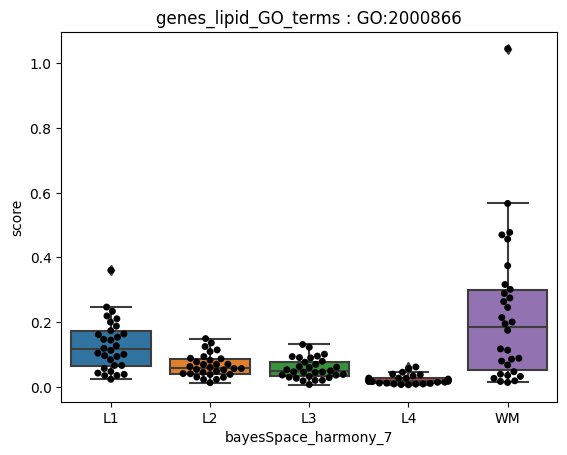 genes_lipid_GO_terms : GO:2000866
score
1.0
0.8
0.6
0.4
0.2
0.0
L1 L2 L3 L4 WM
bayesSpace_harmony_7